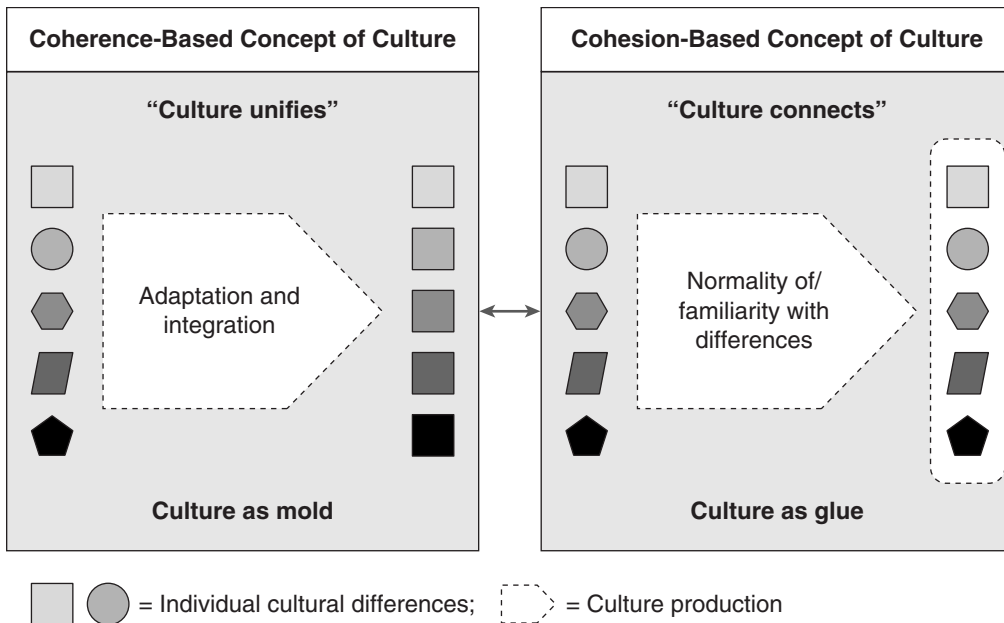 Coherence-Based Concept of Culture
“Culture unifies”
Adaptation and
integration
Culture as mold
Cohesion-Based Concept of Culture
“Culture connects”
Normality of/
familiarity with
differences
Culture as glue
= Individual cultural differences;
= Culture production